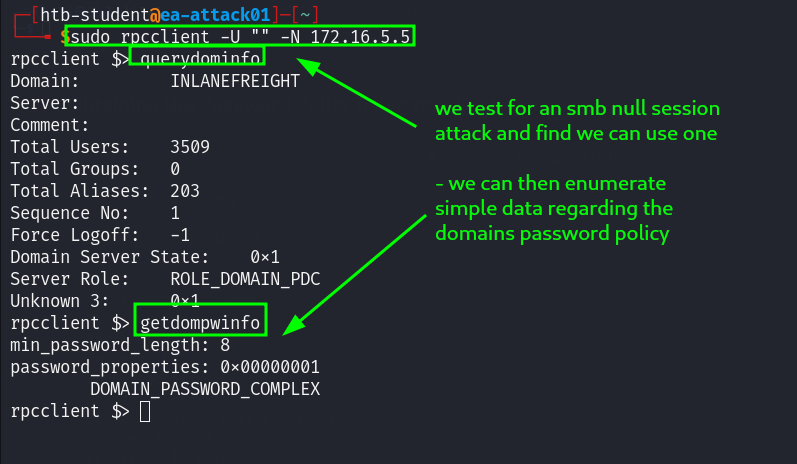 ┌─[htb-student@ea-attack01]─[~]
└──╼ $sudo rpcclient -U "" -N 172.16.5.5
rpcclient $> querydominfo
Domain: INLANEFREIGHT
Server:
Comment:
Total Users: 3509
Total Groups: 0
Total Aliases: 203
Sequence No: 1
Force Logoff: -1
Domain Server State: 0×1
Server Role: ROLE_DOMAIN_PDC
Unknown 3: 0×1
rpcclient $> getdompwinfo
min_password_length: 8
password_properties: 0×00000001
DOMAIN_PASSWORD_COMPLEX
rpcclient $>
we test for an smb null session
attack and find we can use one
- we can then enumerate
simple data regarding the
domains password policy